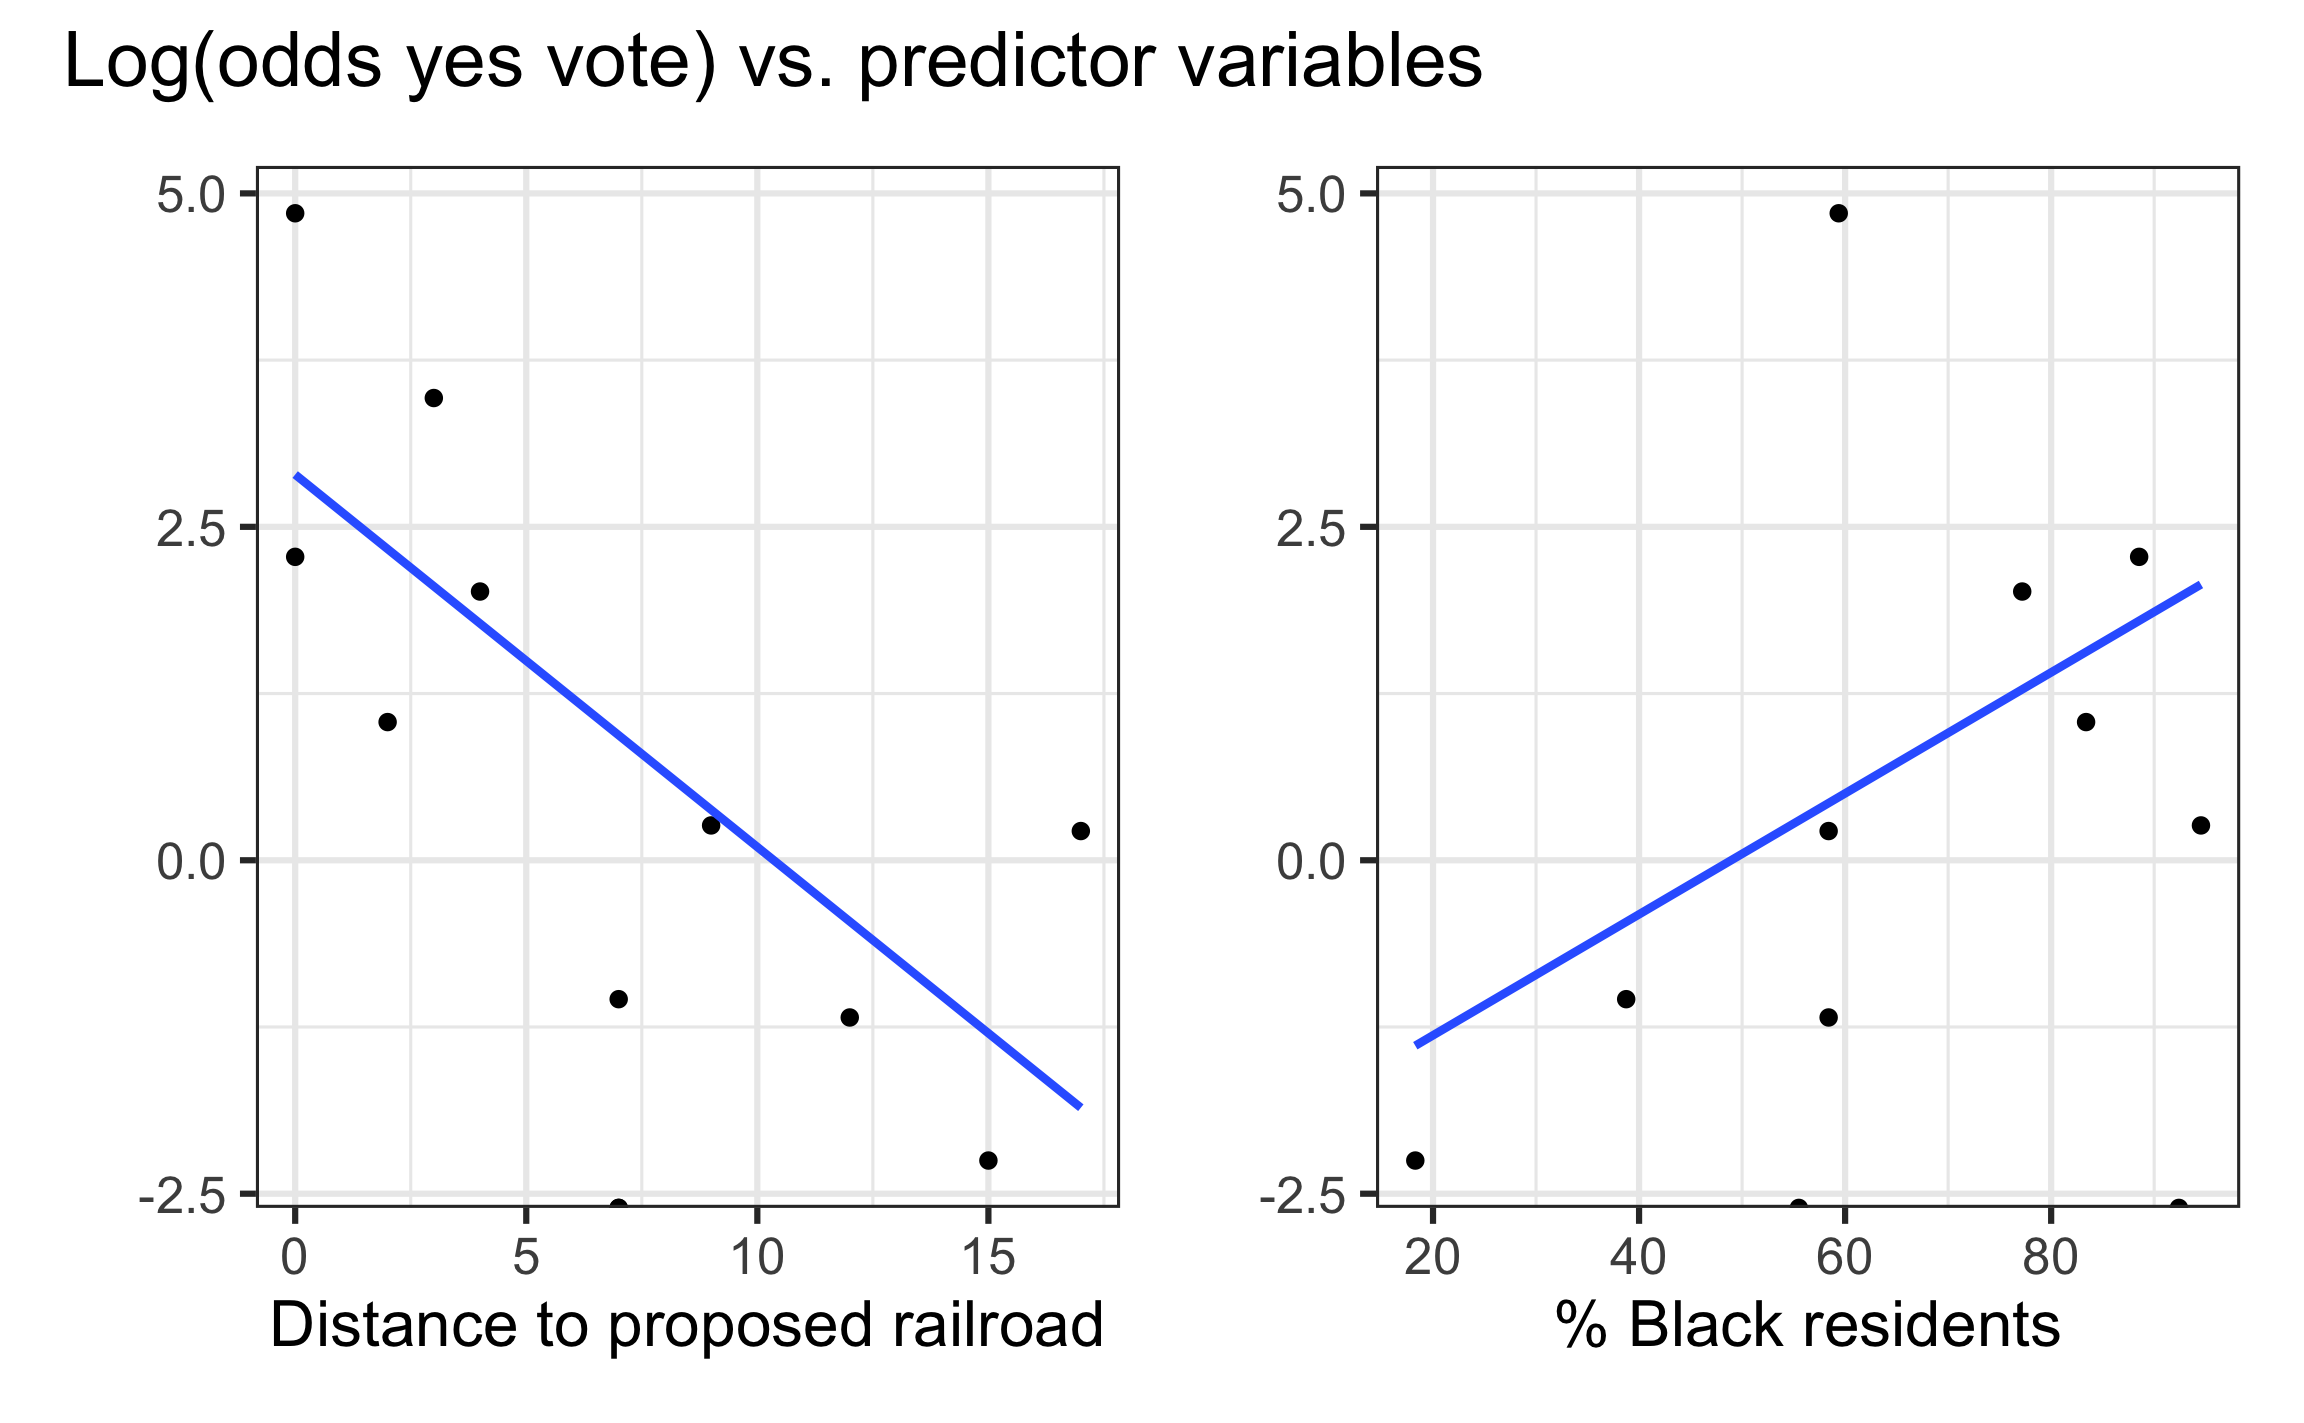 Log(odds yes vote) vs. predictor variables
5.0
2.5
0.0
-2.5
0 5 10 15
Distance to proposed railroad
5.0
2.5
0.0
-2.5
20 40 60 80
% Black residents